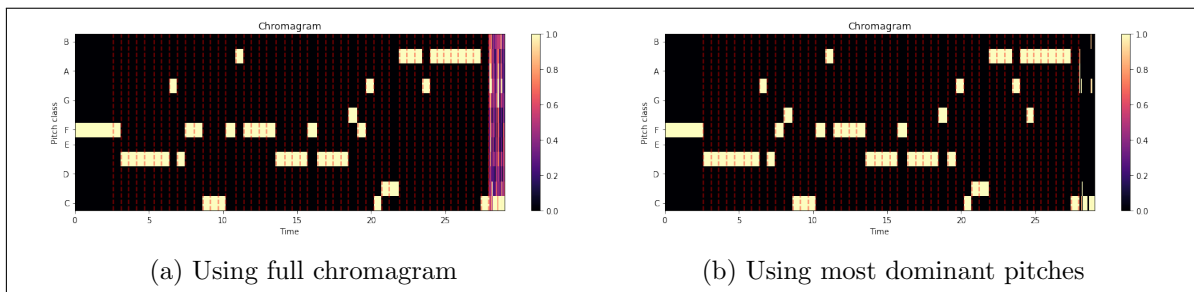 Chromagram
B
A
G
F
E
D
C
Pitch class
0
5
10
15
20
25
Time
1.0
0.8
0.6
0.4
0.2
0.0
(a) Using full chromagram
Chromagram
B
A
G
F
E
D
C
Pitch class
0
5
10
15
20
25
Time
1.0
0.8
0.6
0.4
0.2
0.0
(b) Using most dominant pitches